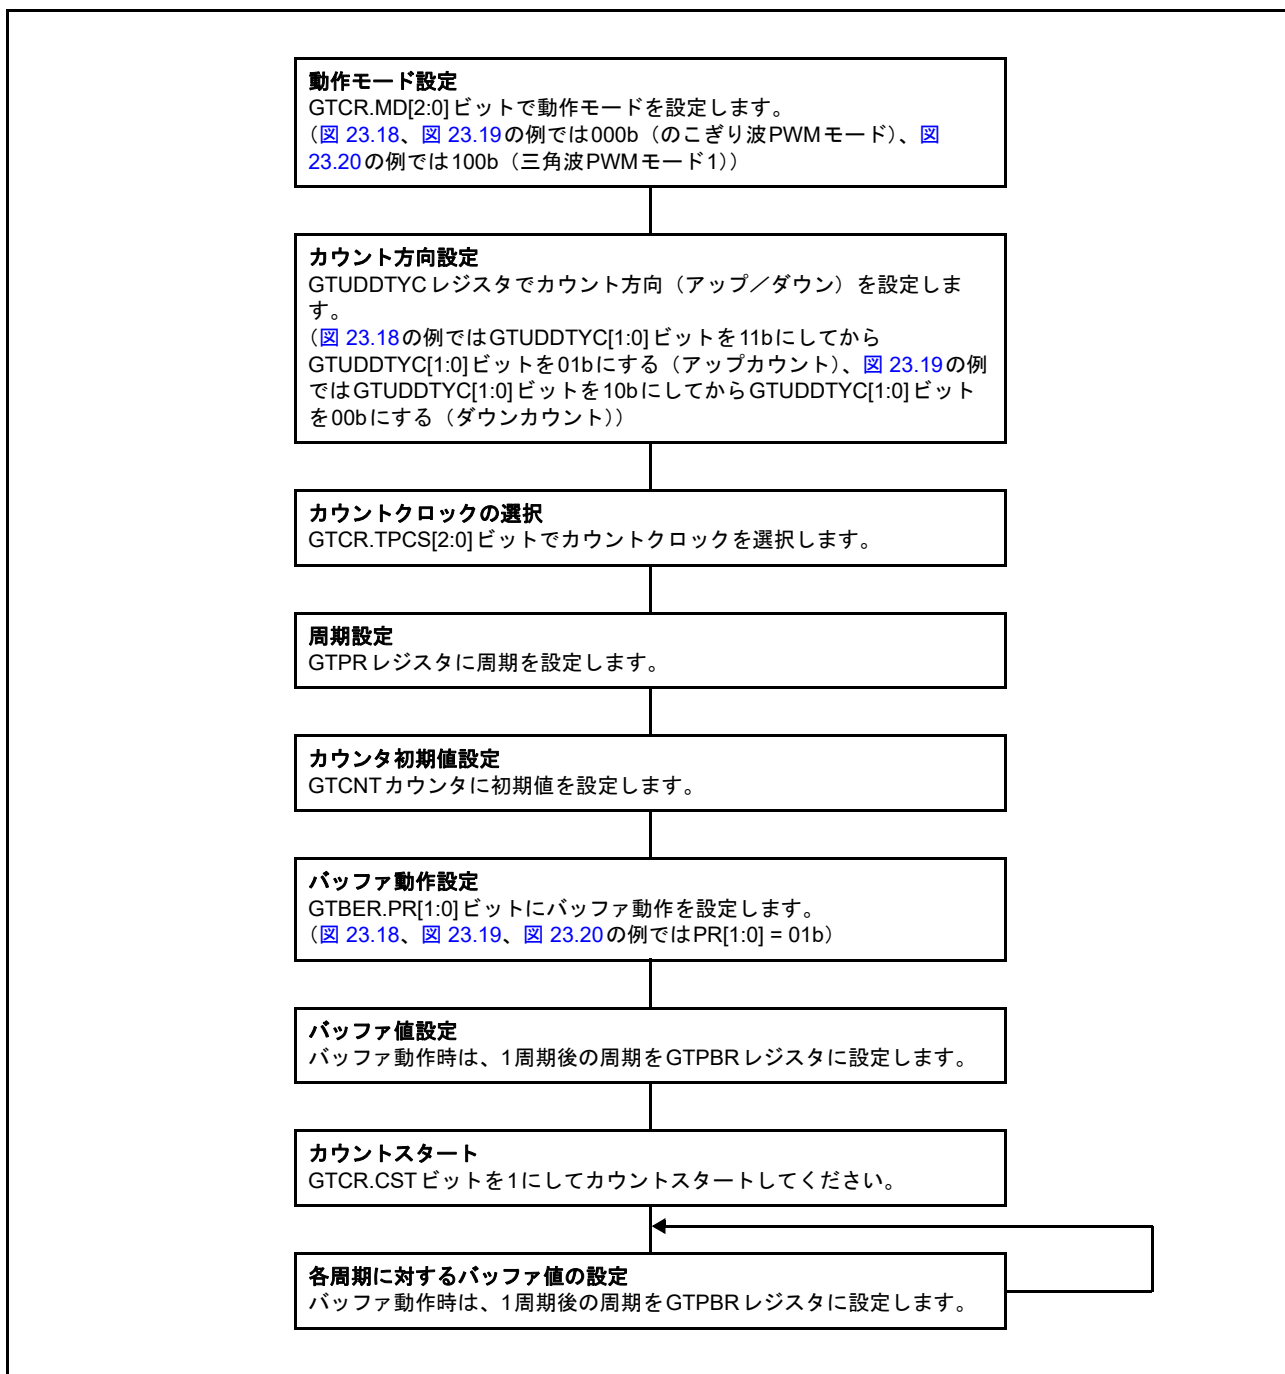 動作モード設定
GTCR.MD[2:0]ビットで動作モードを設定します。
(図 23.18、図 23.19の例では000b（のこぎり波PWMモード）、図
23.20の例では100b（三角波PWMモード1））
カウント方向設定
GTUDDTYCレジスタでカウント方向（アップ／ダウン）を設定しま
す。
(図 23.18の例ではGTUDDTYC[1:0]ビットを11bにしてから
GTUDDTYC[1:0]ビットを01bにする（アップカウント）、図 23.19の例
ではGTUDDTYC[1:0]ビットを10bにしてからGTUDDTYC[1:0]ビット
を00bにする（ダウンカウント））
カウントクロックの選択
GTCR.TPCS[2:0]ビットでカウントクロックを選択します。
周期設定
GTPRレジスタに周期を設定します。
カウンタ初期値設定
GTCNTカウンタに初期値を設定します。
バッファ動作設定
GTBER.PR[1:0]ビットにバッファ動作を設定します。
(図 23.18、図 23.19、図 23.20の例ではPR[1:0] = 01b）
バッファ値設定
バッファ動作時は、1周期後の周期をGTPBRレジスタに設定します。
カウントスタート
GTCR.CSTビットを1にしてカウントスタートしてください。
各周期に対するバッファ値の設定
バッファ動作時は、1周期後の周期をGTPBRレジスタに設定します。